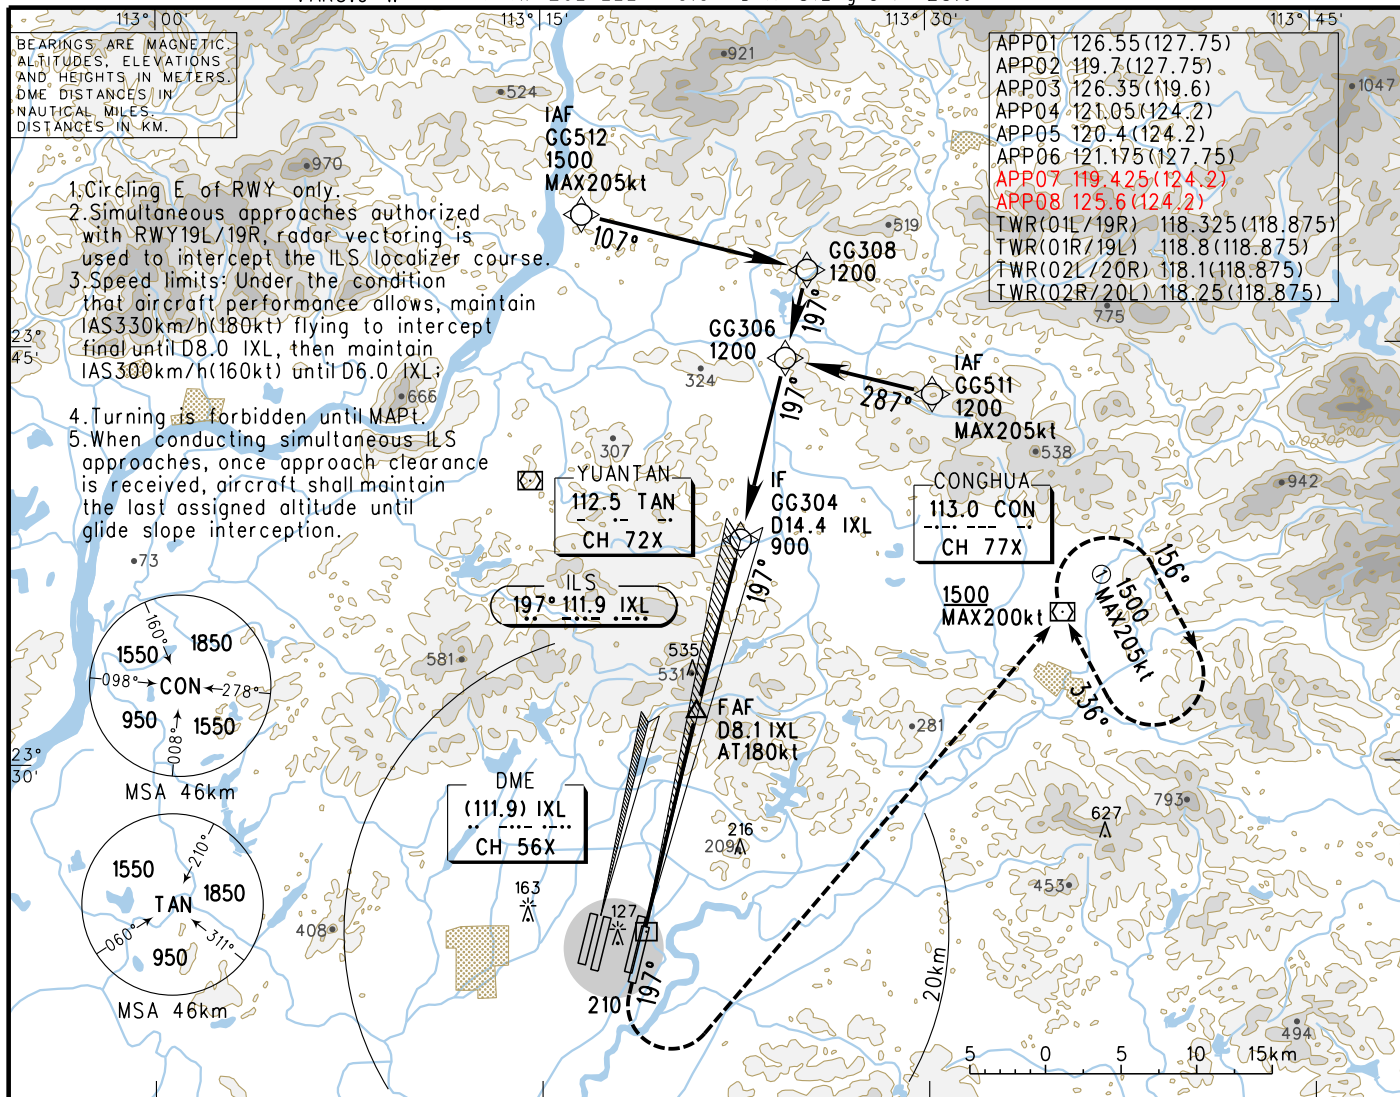 113° 00'
113° 15'
113° 30'
113° 45'
BEARINGS ARE MAGNETIC.
ALTITUDES, ELEVATIONS
AND HEIGHTS IN METERS.
DME DISTANCES IN
NAUTICAL MILES.
DISTANCES IN KM.
APP01 126.55(127.75)
APP02 119.7(127.75)
APP03 126.35(119.6)
APP04 121.05(124.2)
APP05 120.4(124.2)
APP06 121.175(127.75)
APP07 119.425(124.2)
APP08 125.6(124.2)
TWR(01L/19R) 118.325(118.875)
TWR(01R/19L) 118.8(118.875)
TWR(02L/20R) 118.1(118.875)
TWR(02R/20L) 118.25(118.875)
921
524
1047
970
519
775
IAF
GG512
1500
MAX205kt
107°
GG308
1200
197°
1.Circling E of RWY only.
2.Simultaneous approaches authorized
with RWY19L/19R, radar vectoring is
used to intercept the ILS localizer course.
3.Speed limits: Under the condition
that aircraft performance allows, maintain
IAS330km/h(180kt) flying to intercept
final until D8.0 IXL, then maintain
IAS300km/h(160kt) until D6.0 IXL;
4.Turning is forbidden until MAPt.
5.When conducting simultaneous ILS
approaches, once approach clearance
is received, aircraft shall maintain
the last assigned altitude until
glide slope interception.
23°
45'
GG306
1200
197°
287°
IAF
GG511
1200
MAX205kt
324
666
307
538
942
500
73
YUANTAN
112.5 TAN
CH 72X
IF
GG304
D14.4 IXL
900
197°
CONGHUA
113.0 CON
CH 77X
ILS
197° 111.9 IXL
1500
MAX200kt
156°
1
1500
MAX205kt
336°
160°
1550
1850
098°
CON
278°
950
1550
008°
MSA 46km
581
535
531
FAF
D8.1 IXL
AT180kt
281
23°
30'
DME
(111.9) IXL
CH 56X
793
627
216
209
453
210°
1550
1850
TAN
060°
311°
950
MSA 46km
163
127
408
197°
210
20km
494
5 0 5 10 15km